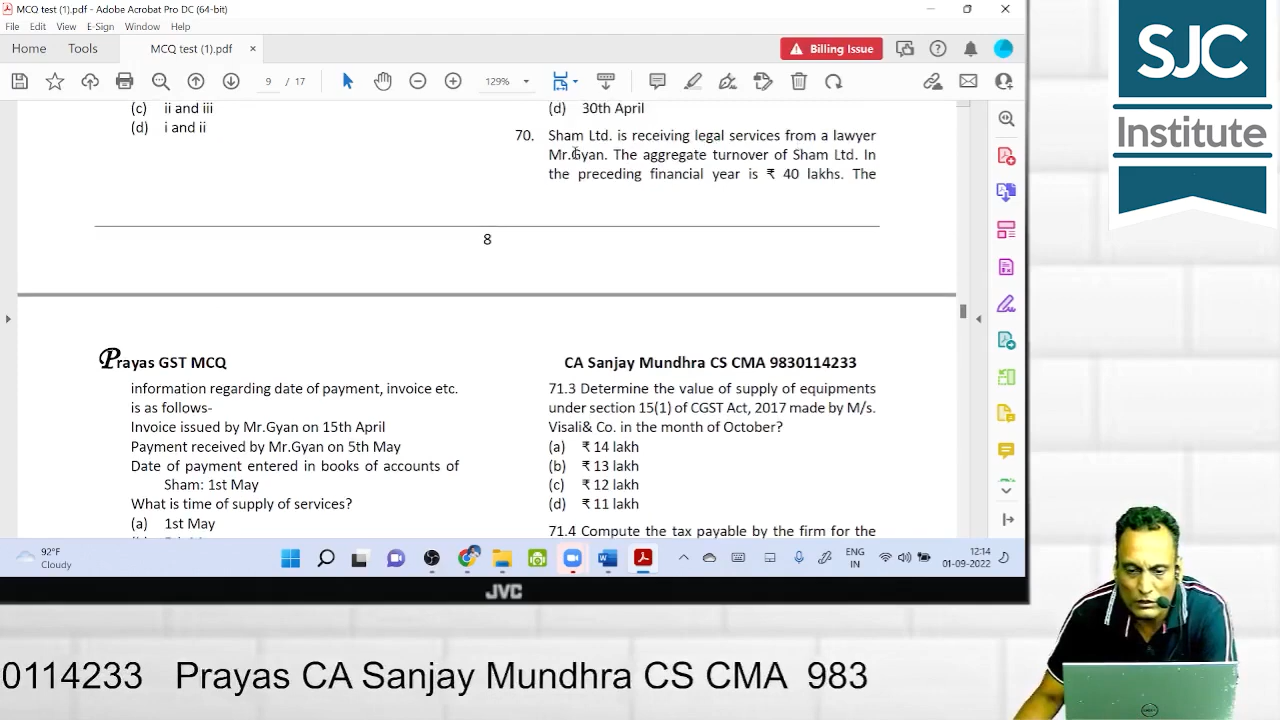 MCQ test (1).pdf - Adobe Acrobat Pro DC (64-bit)
File Edit View E-Sign Window Help
Home Tools MCQ test (1).pdf × Billing Issue
9 / 17 129%
(c) ii and iii
(d) i and ii
(d) 30th April
70. Sham Ltd. is receiving legal services from a lawyer
Mr.Gyan. The aggregate turnover of Sham Ltd. In
the preceding financial year is ₹ 40 lakhs. The
8
Prayas GST MCQ
CA Sanjay Mundhra CS CMA 9830114233
information regarding date of payment, invoice etc.
is as follows-
Invoice issued by Mr.Gyan on 15th April
Payment received by Mr.Gyan on 5th May
Date of payment entered in books of accounts of
Sham: 1st May
What is time of supply of services?
(a) 1st May
71.3 Determine the value of supply of equipments
under section 15(1) of CGST Act, 2017 made by M/s.
Visali& Co. in the month of October?
(a) ₹ 14 lakh
(b) ₹ 13 lakh
(c) ₹ 12 lakh
(d) ₹ 11 lakh
71.4 Compute the tax payable by the firm for the
92°F
Cloudy
ENG
IN
12:14
01-09-2022
JVC
SJC
Institute
DELL
0114233 Prayas CA Sanjay Mundhra CS CMA 983